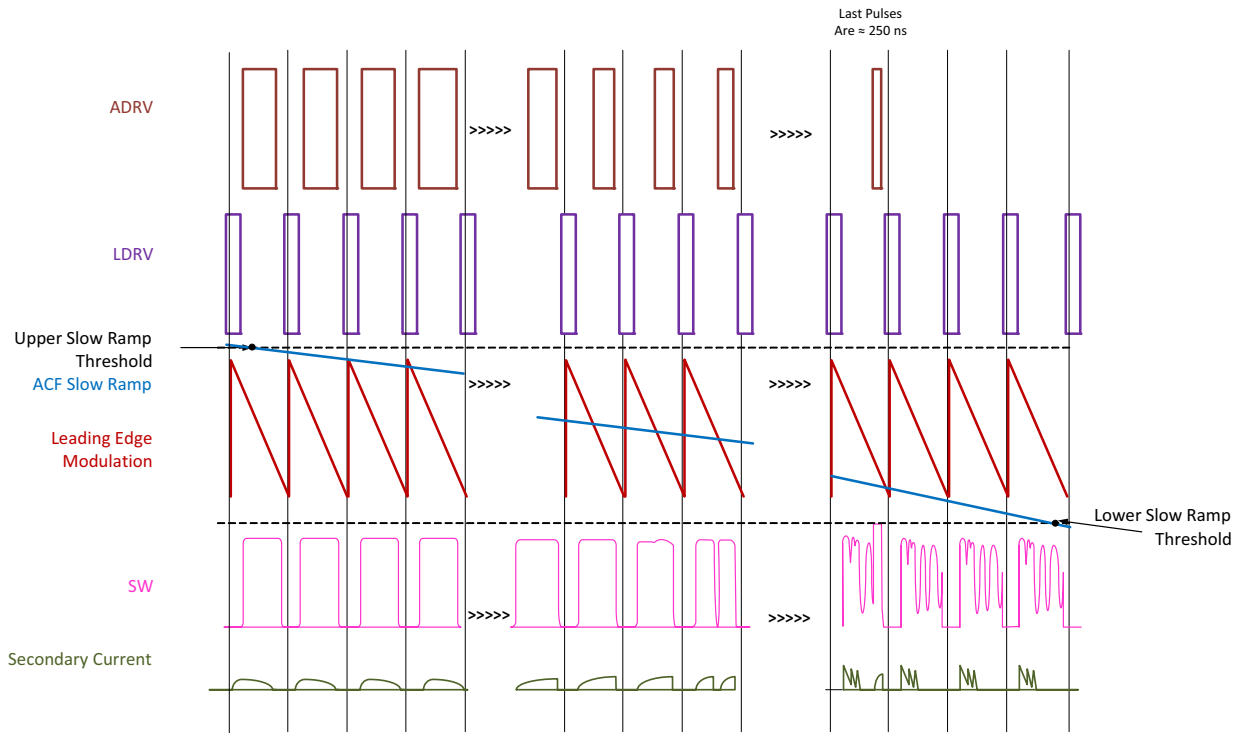 Last Pulses
Are ≈ 250 ns
ADRV
>>>>>
>>>>>
LDRV
Upper Slow Ramp
Threshold
ACF Slow Ramp
>>>>>
>>>>>
Leading Edge
Modulation
Lower Slow Ramp
Threshold
SW
>>>>>
>>>>>
Secondary Current